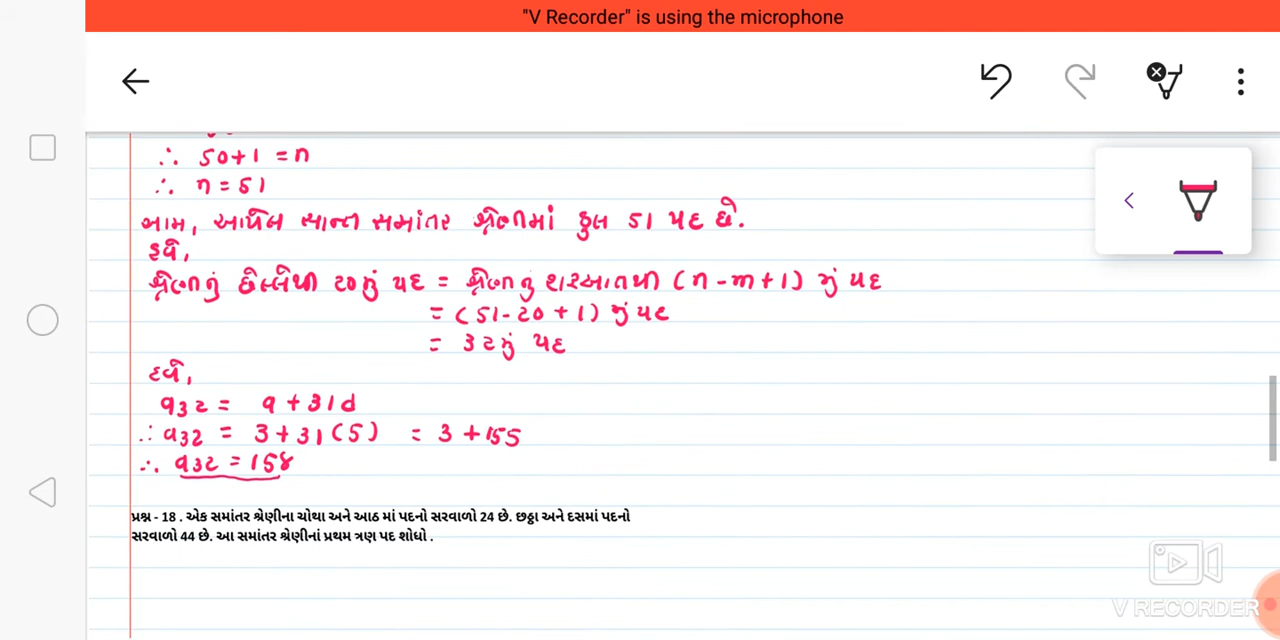 "V Recorder" is using the microphone
∴ 50+1 = n
∴ n = 51
આમ, આપેલ સાન્ત સમાંતર શ્રેણીમાં કુલ 51 પદ છે.
હવે,
શ્રેણીનું છેલ્લેથી 20મું પદ = શ્રેણીનું શરૂઆતથી (n-m+1) મું પદ
= (51-20+1) મું પદ
= 32મું પદ
હવે,
a32 = a + 31d
∴ a32 = 3+31(5) = 3+155
∴ a32 = 158
પ્રશ્ન - 18 . એક સમાંતર શ્રેણીના ચોથા અને આઠ માં પદનો સરવાળો 24 છે. છઠ્ઠા અને દસમાં પદનો
સરવાળો 44 છે. આ સમાંતર શ્રેણીનાં પ્રથમ ત્રણ પદ શોધો .
V RECORDER